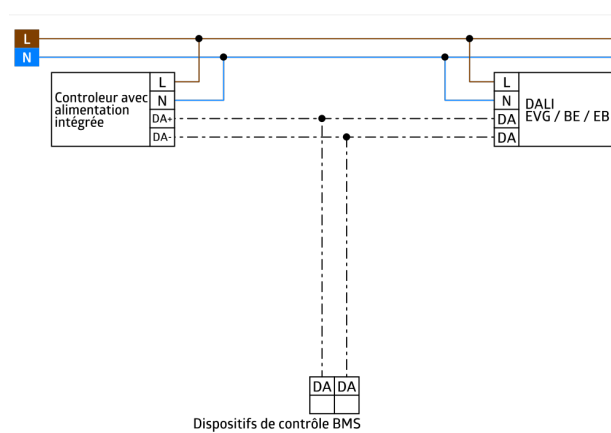 L
N
Controleur avec
alimentation
intégrée
L
N
DA+
DA-
L
N
DA
DA
DALI
EVG / BE / EB
DA DA
Dispositifs de contrôle BMS